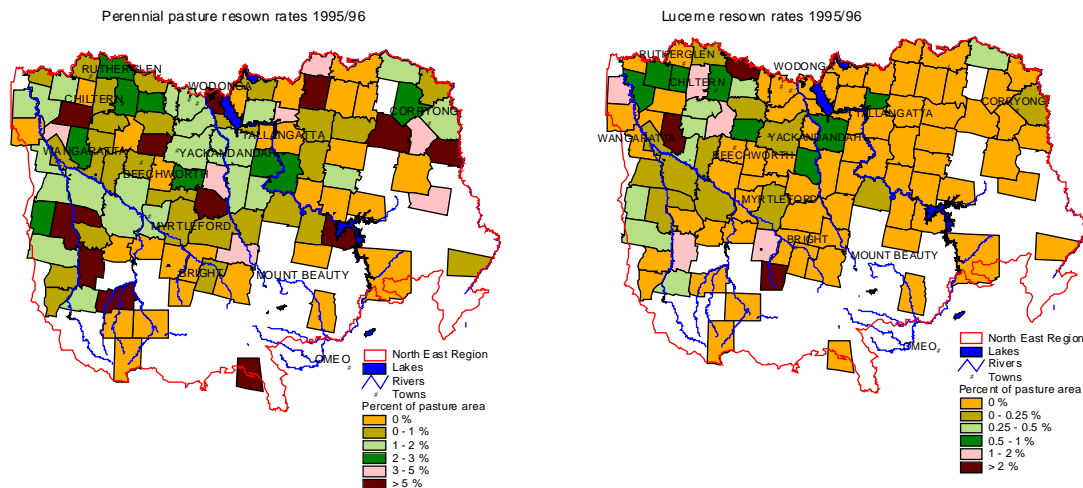 Perennial pasture resown rates 1995/96
RUTHERGLEN
WODONGA
CHILTERN
CORRYONG
TALLANGATTA
WANGARATTA
YACKANDANDAH
BEECHWORTH
MYRTLEFORD
BRIGHT
MOUNT BEAUTY
OMEO
North East Region
Lakes
Rivers
# Towns
Percent of pasture area
0 %
0 - 1 %
1 - 2 %
2 - 3 %
3 - 5 %
> 5 %
Lucerne resown rates 1995/96
RUTHERGLEN
WODONGA
CHILTERN
CORRYONG
TALLANGATTA
WANGARATTA
YACKANDANDAH
BEECHWORTH
MYRTLEFORD
BRIGHT
MOUNT BEAUTY
OMEO
North East Region
Lakes
Rivers
# Towns
Percent of pasture area
0 %
0 - 0.25 %
0.25 - 0.5 %
0.5 - 1 %
1 - 2 %
> 2 %